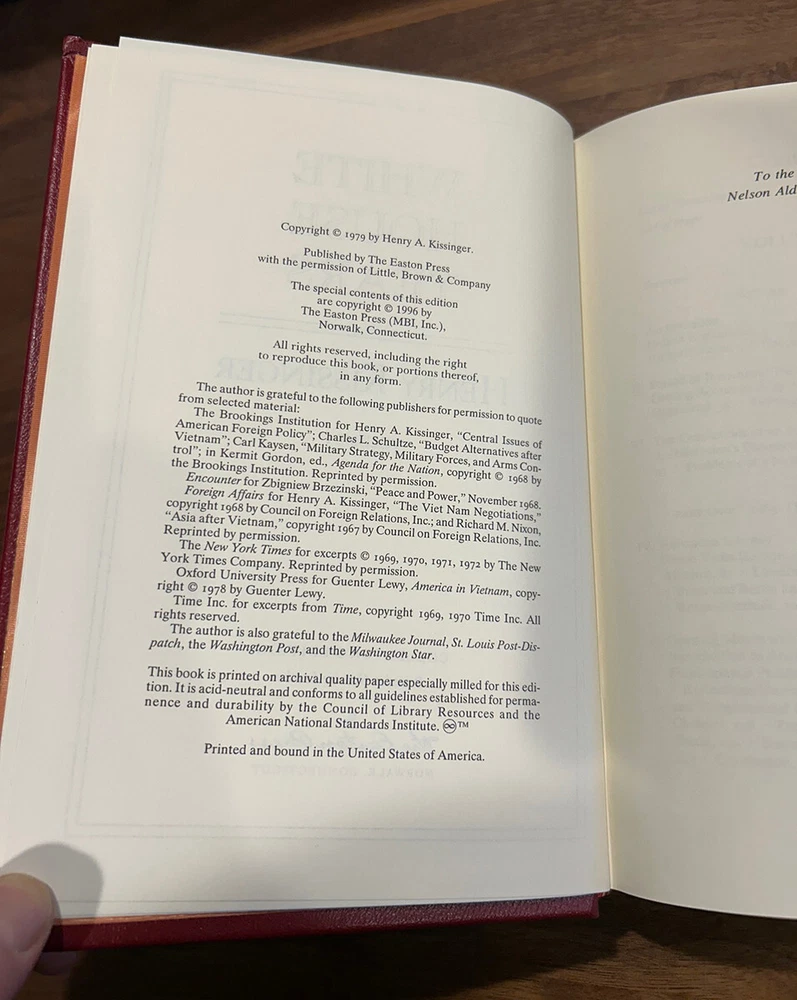 Copyright © 1979 by Henry A. Kissinger.
Published by The Easton Press
with the permission of Little, Brown & Company
The special contents of this edition
are copyright © 1996 by
The Easton Press (MBI, Inc.),
Norwalk, Connecticut.
All rights reserved, including the right
to reproduce this book, or portions thereof,
in any form.
The author is grateful to the following publishers for permission to quote
from selected material:
The Brookings Institution for Henry A. Kissinger, “Central Issues of
American Foreign Policy”; Charles L. Schultze, “Budget Alternatives after
Vietnam”; Carl Kaysen, “Military Strategy, Military Forces, and Arms Con-
trol”; in Kermit Gordon, ed., Agenda for the Nation, copyright © 1968 by
the Brookings Institution. Reprinted by permission.
Encounter for Zbigniew Brzezinski, “Peace and Power,” November 1968.
Foreign Affairs for Henry A. Kissinger, “The Viet Nam Negotiations,”
copyright 1968 by Council on Foreign Relations, Inc.; and Richard M. Nixon,
“Asia after Vietnam,” copyright 1967 by Council on Foreign Relations, Inc.
Reprinted by permission.
The New York Times for excerpts © 1969, 1970, 1971, 1972 by The New
York Times Company. Reprinted by permission.
Oxford University Press for Guenter Lewy, America in Vietnam, copy-
right © 1978 by Guenter Lewy.
Time Inc. for excerpts from Time, copyright 1969, 1970 Time Inc. All
rights reserved.
The author is also grateful to the Milwaukee Journal, St. Louis Post-Dis-
patch, the Washington Post, and the Washington Star.
This book is printed on archival quality paper especially milled for this edi-
tion. It is acid-neutral and conforms to all guidelines established for perma-
nence and durability by the Council of Library Resources and the
American National Standards Institute. ♾™
Printed and bound in the United States of America.
To the
Nelson Ald